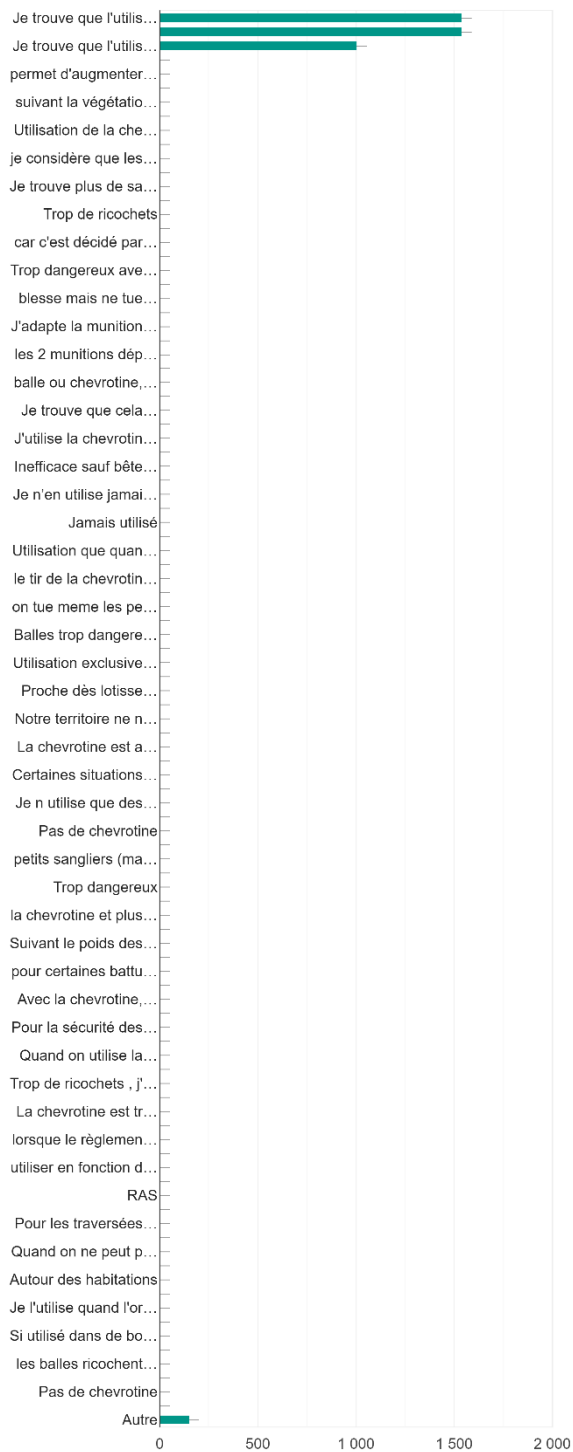 Je trouve que l'utilis…
Je trouve que l'utilis…
permet d'augmenter…
suivant la végétatio…
Utilisation de la che…
je considère que les…
Je trouve plus de sa…
Trop de ricochets
car c'est décidé par…
Trop dangereux ave…
blesse mais ne tue…
J'adapte la munition…
les 2 munitions dép…
balle ou chevrotine,…
Je trouve que cela…
J'utilise la chevrotin…
Inefficace sauf bête…
Je n'en utilise jamai…
Jamais utilisé
Utilisation que quan…
le tir de la chevrotin…
on tue meme les pe…
Balles trop dangere…
Utilisation exclusive…
Proche dès lotisse…
Notre territoire ne n…
La chevrotine est a…
Certaines situations…
Je n utilise que des…
Pas de chevrotine
petits sangliers (ma…
Trop dangereux
la chevrotine et plus…
Suivant le poids des…
pour certaines battu…
Avec la chevrotine,…
Pour la sécurité des…
Quand on utilise la…
Trop de ricochets , j'…
La chevrotine est tr…
lorsque le règlemen…
utiliser en fonction d…
RAS
Pour les traversées…
Quand on ne peut p…
Autour des habitations
Je l'utilise quand l'or…
Si utilisé dans de bo…
les balles ricochent…
Pas de chevrotine
Autre
0 500 1 000 1 500 2 000